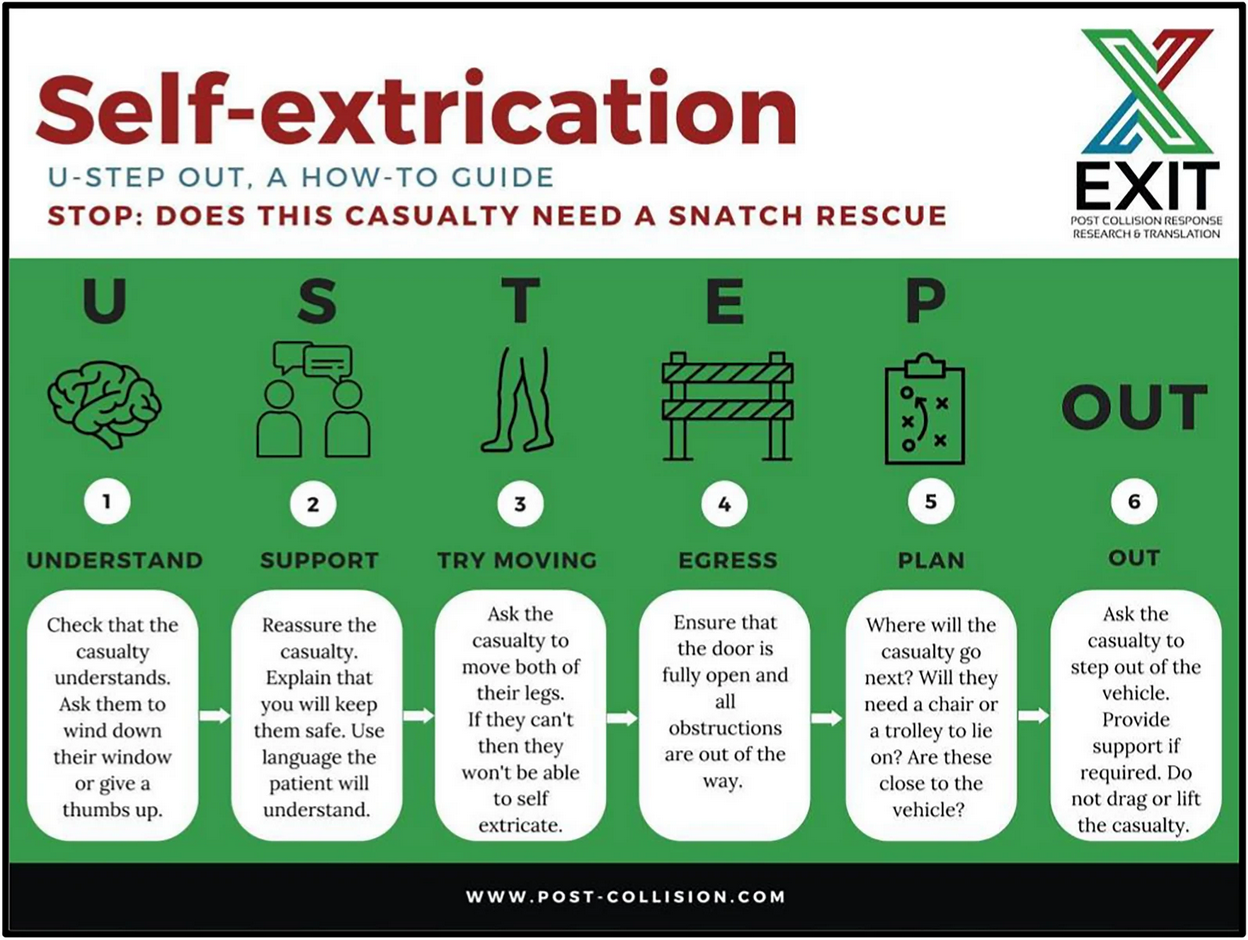 Self-extrication
U-STEP OUT, A HOW-TO GUIDE
STOP: DOES THIS CASUALTY NEED A SNATCH RESCUE
EXIT
POST COLLISION RESPONSE
RESEARCH & TRANSLATION
U
S
T
E
P
OUT
1
2
3
4
5
6
UNDERSTAND
SUPPORT
TRY MOVING
EGRESS
PLAN
OUT
Check that the
casualty
understands.
Ask them to
wind down
their window
or give a
thumbs up.
Reassure the
casualty.
Explain that
you will keep
them safe. Use
language the
patient will
understand.
Ask the
casualty to
move both of
their legs.
If they can't
then they
won't be able
to self
extricate.
Ensure that
the door is
fully open and
all
obstructions
are out of the
way.
Where will the
casualty go
next? Will they
need a chair or
a trolley to lie
on? Are these
close to the
vehicle?
Ask the
casualty to
step out of the
vehicle.
Provide
support if
required. Do
not drag or lift
the casualty.
WWW.POST-COLLISION.COM